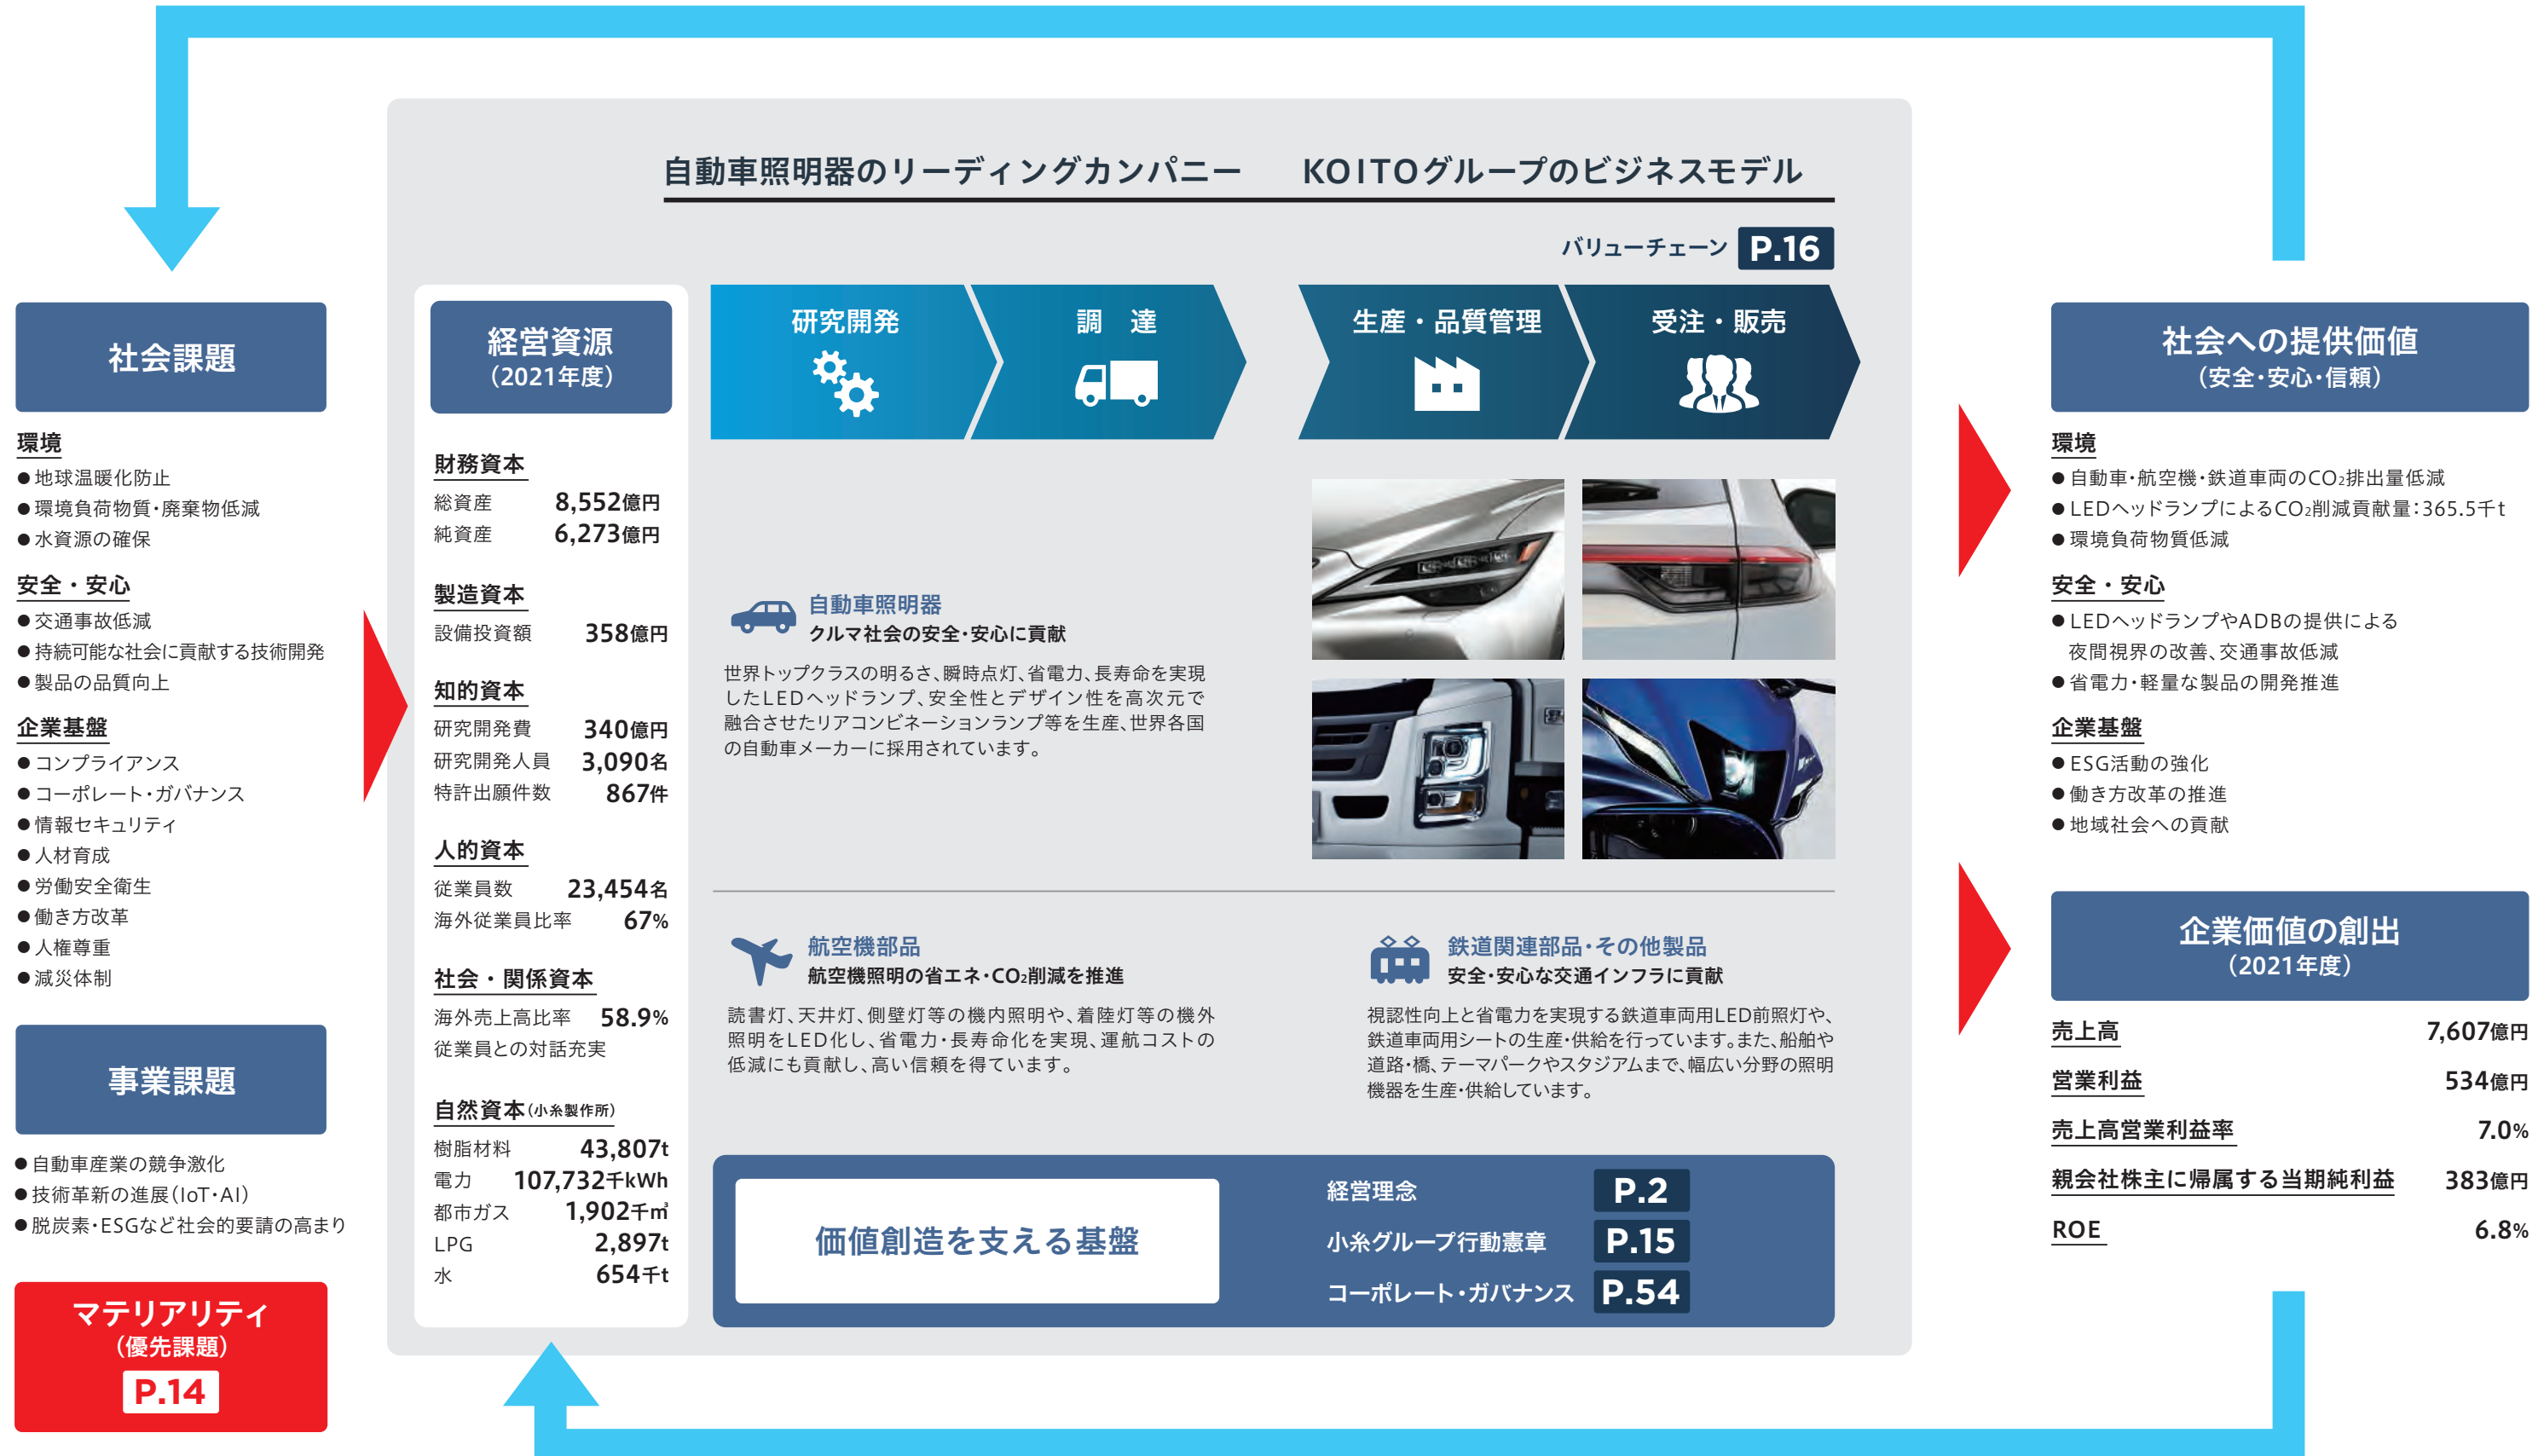 自動車照明器のリーディングカンパニー　KOITOグループのビジネスモデル
バリューチェーン P.16
社会課題
環境
●地球温暖化防止
●環境負荷物質・廃棄物低減
●水資源の確保
安全・安心
●交通事故低減
●持続可能な社会に貢献する技術開発
●製品の品質向上
企業基盤
●コンプライアンス
●コーポレート・ガバナンス
●情報セキュリティ
●人材育成
●労働安全衛生
●働き方改革
●人権尊重
●減災体制
事業課題
●自動車産業の競争激化
●技術革新の進展(IoT・AI)
●脱炭素・ESGなど社会的要請の高まり
マテリアリティ
(優先課題)
P.14
経営資源
(2021年度)
財務資本
総資産 8,552億円
純資産 6,273億円
製造資本
設備投資額 358億円
知的資本
研究開発費 340億円
研究開発人員 3,090名
特許出願件数 867件
人的資本
従業員数 23,454名
海外従業員比率 67%
社会・関係資本
海外売上高比率 58.9%
従業員との対話充実
自然資本(小糸製作所)
樹脂材料 43,807t
電力 107,732千kWh
都市ガス 1,902千㎥
LPG 2,897t
水 654千t
研究開発
調　達
生産・品質管理
受注・販売
自動車照明器
クルマ社会の安全・安心に貢献
世界トップクラスの明るさ、瞬時点灯、省電力、長寿命を実現
したLEDヘッドランプ、安全性とデザイン性を高次元で
融合させたリアコンビネーションランプ等を生産、世界各国
の自動車メーカーに採用されています。
航空機部品
航空機照明の省エネ・CO₂削減を推進
読書灯、天井灯、側壁灯等の機内照明や、着陸灯等の機外
照明をLED化し、省電力・長寿命化を実現、運航コストの
低減にも貢献し、高い信頼を得ています。
鉄道関連部品・その他製品
安全・安心な交通インフラに貢献
視認性向上と省電力を実現する鉄道車両用LED前照灯や、
鉄道車両用シートの生産・供給を行っています。また、船舶や
道路・橋、テーマパークやスタジアムまで、幅広い分野の照明
機器を生産・供給しています。
価値創造を支える基盤
経営理念 P.2
小糸グループ行動憲章 P.15
コーポレート・ガバナンス P.54
社会への提供価値
(安全・安心・信頼)
環境
●自動車・航空機・鉄道車両のCO₂排出量低減
●LEDヘッドランプによるCO₂削減貢献量：365.5千t
●環境負荷物質低減
安全・安心
●LEDヘッドランプやADBの提供による
夜間視界の改善、交通事故低減
●省電力・軽量な製品の開発推進
企業基盤
●ESG活動の強化
●働き方改革の推進
●地域社会への貢献
企業価値の創出
(2021年度)
売上高 7,607億円
営業利益 534億円
売上高営業利益率 7.0%
親会社株主に帰属する当期純利益 383億円
ROE 6.8%